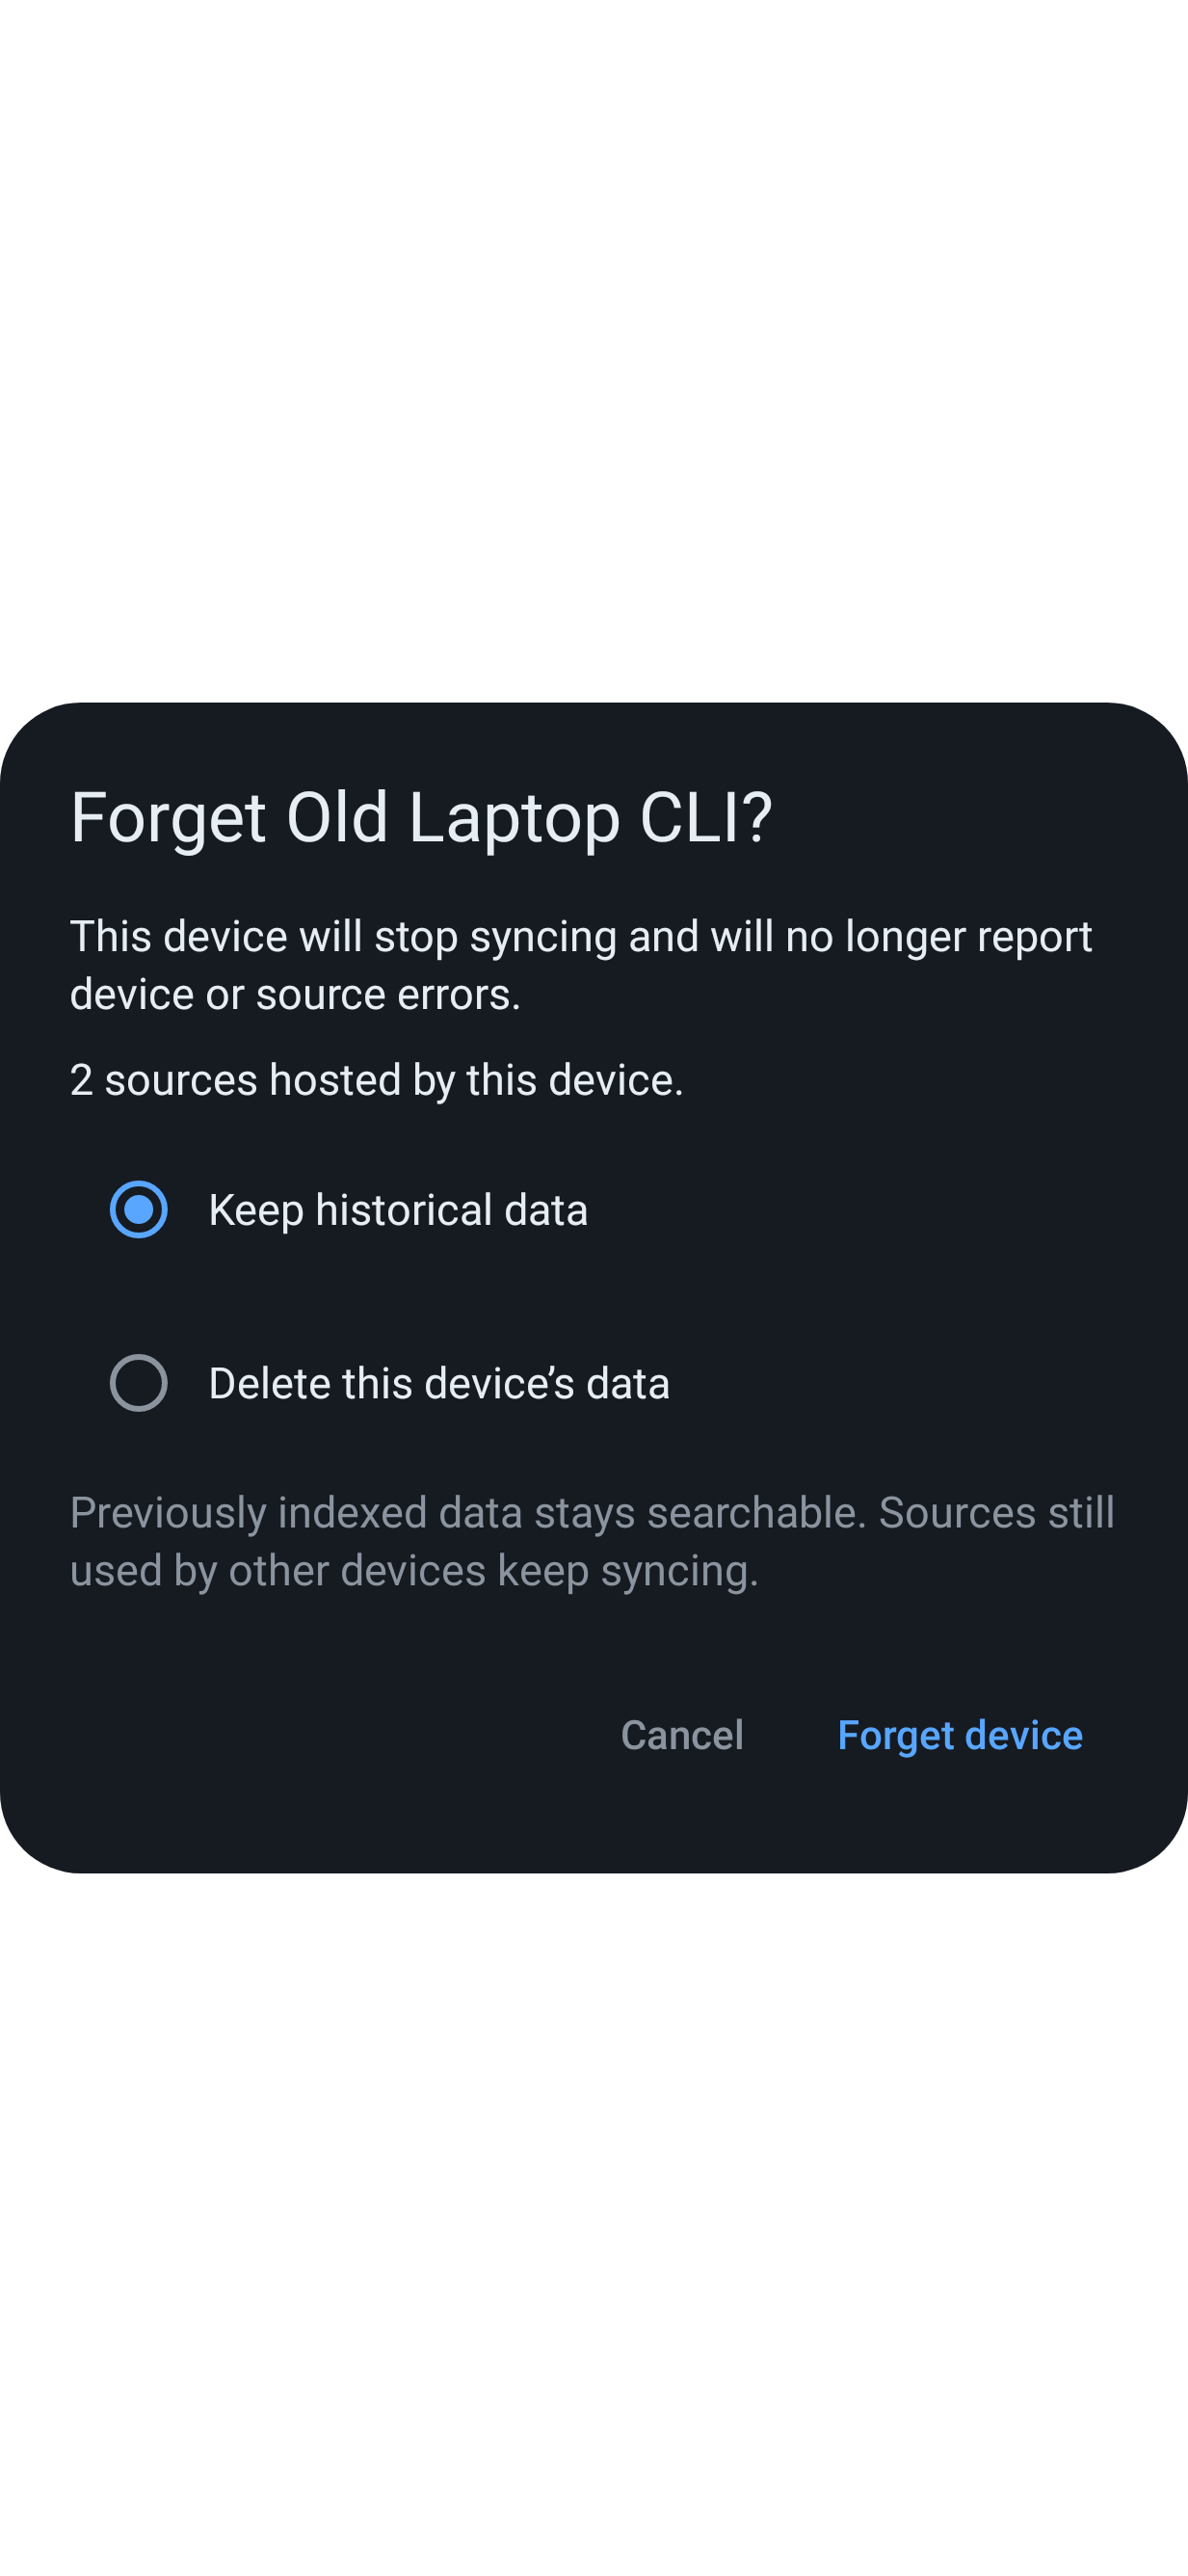 Forget Old Laptop CLI?
This device will stop syncing and will no longer report
device or source errors.
2 sources hosted by this device.
Keep historical data
Delete this device’s data
Previously indexed data stays searchable. Sources still
used by other devices keep syncing.
Cancel
Forget device